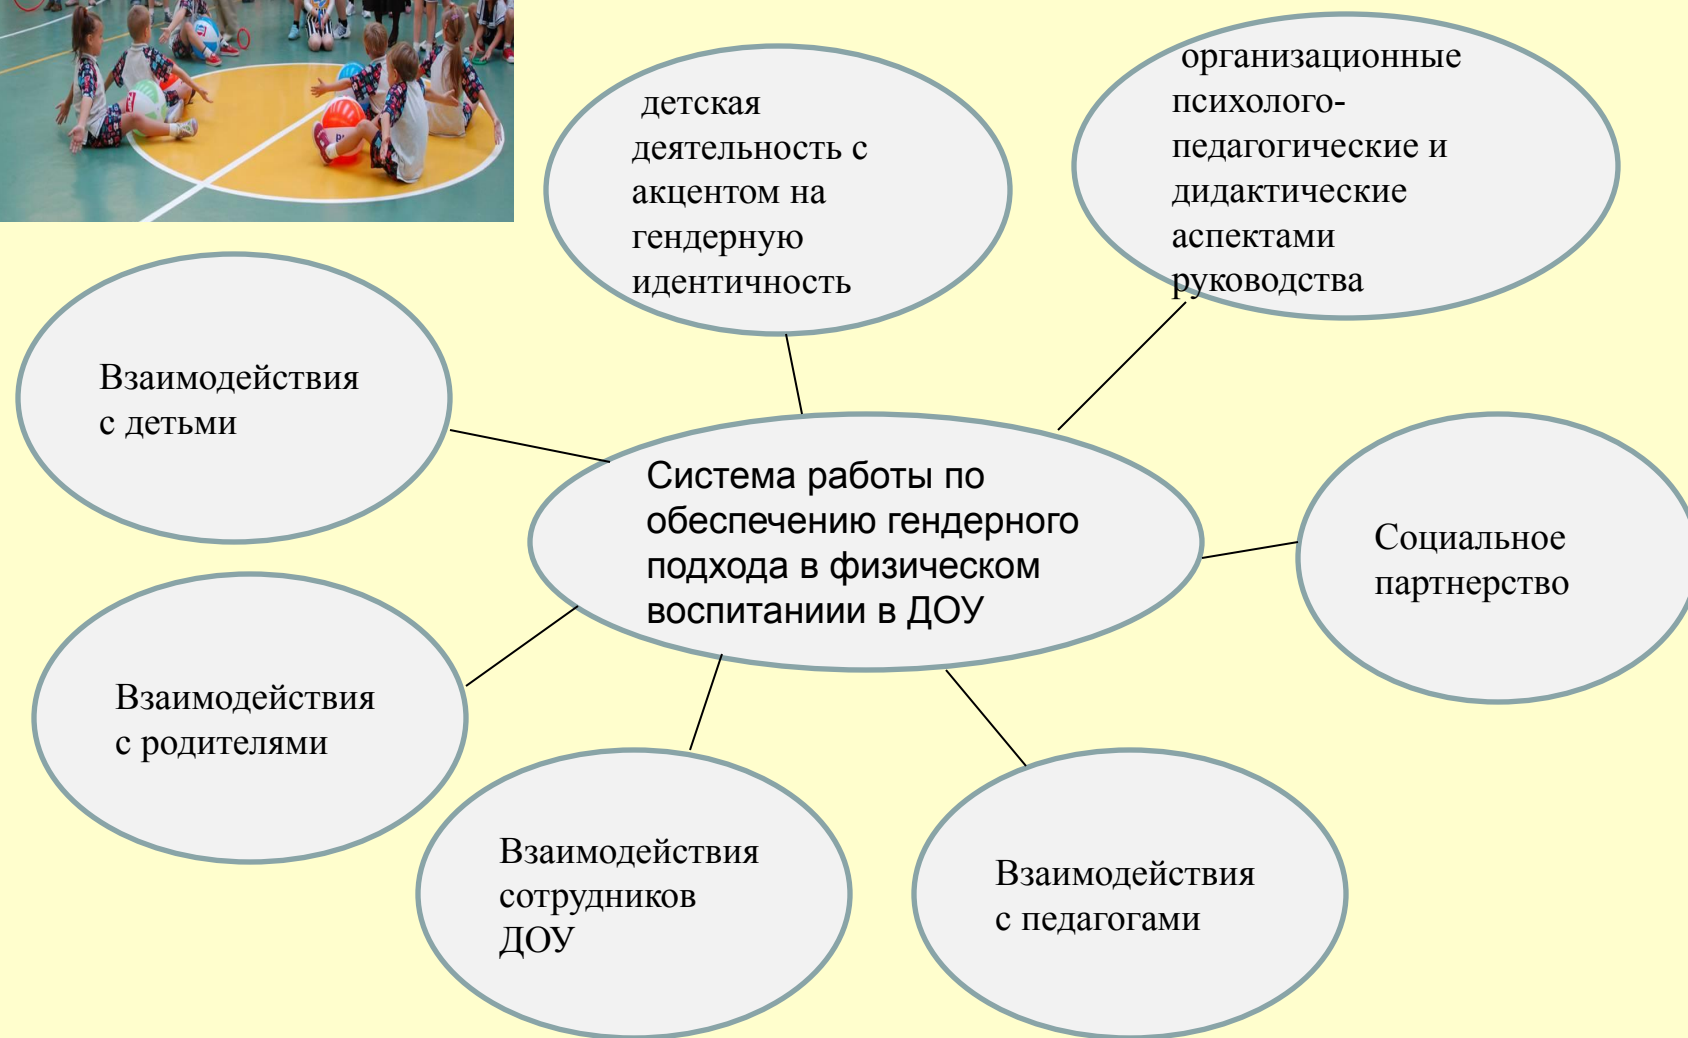 детская
деятельность с
акцентом на
гендерную
идентичность
организационные
психолого-
педагогические и
дидактические
аспектами
руководства
Взаимодействия
с детьми
Система работы по
обеспечению гендерного
подхода в физическом
воспитаниии в ДОУ
Социальное
партнерство
Взаимодействия
с родителями
Взаимодействия
сотрудников
ДОУ
Взаимодействия
с педагогами